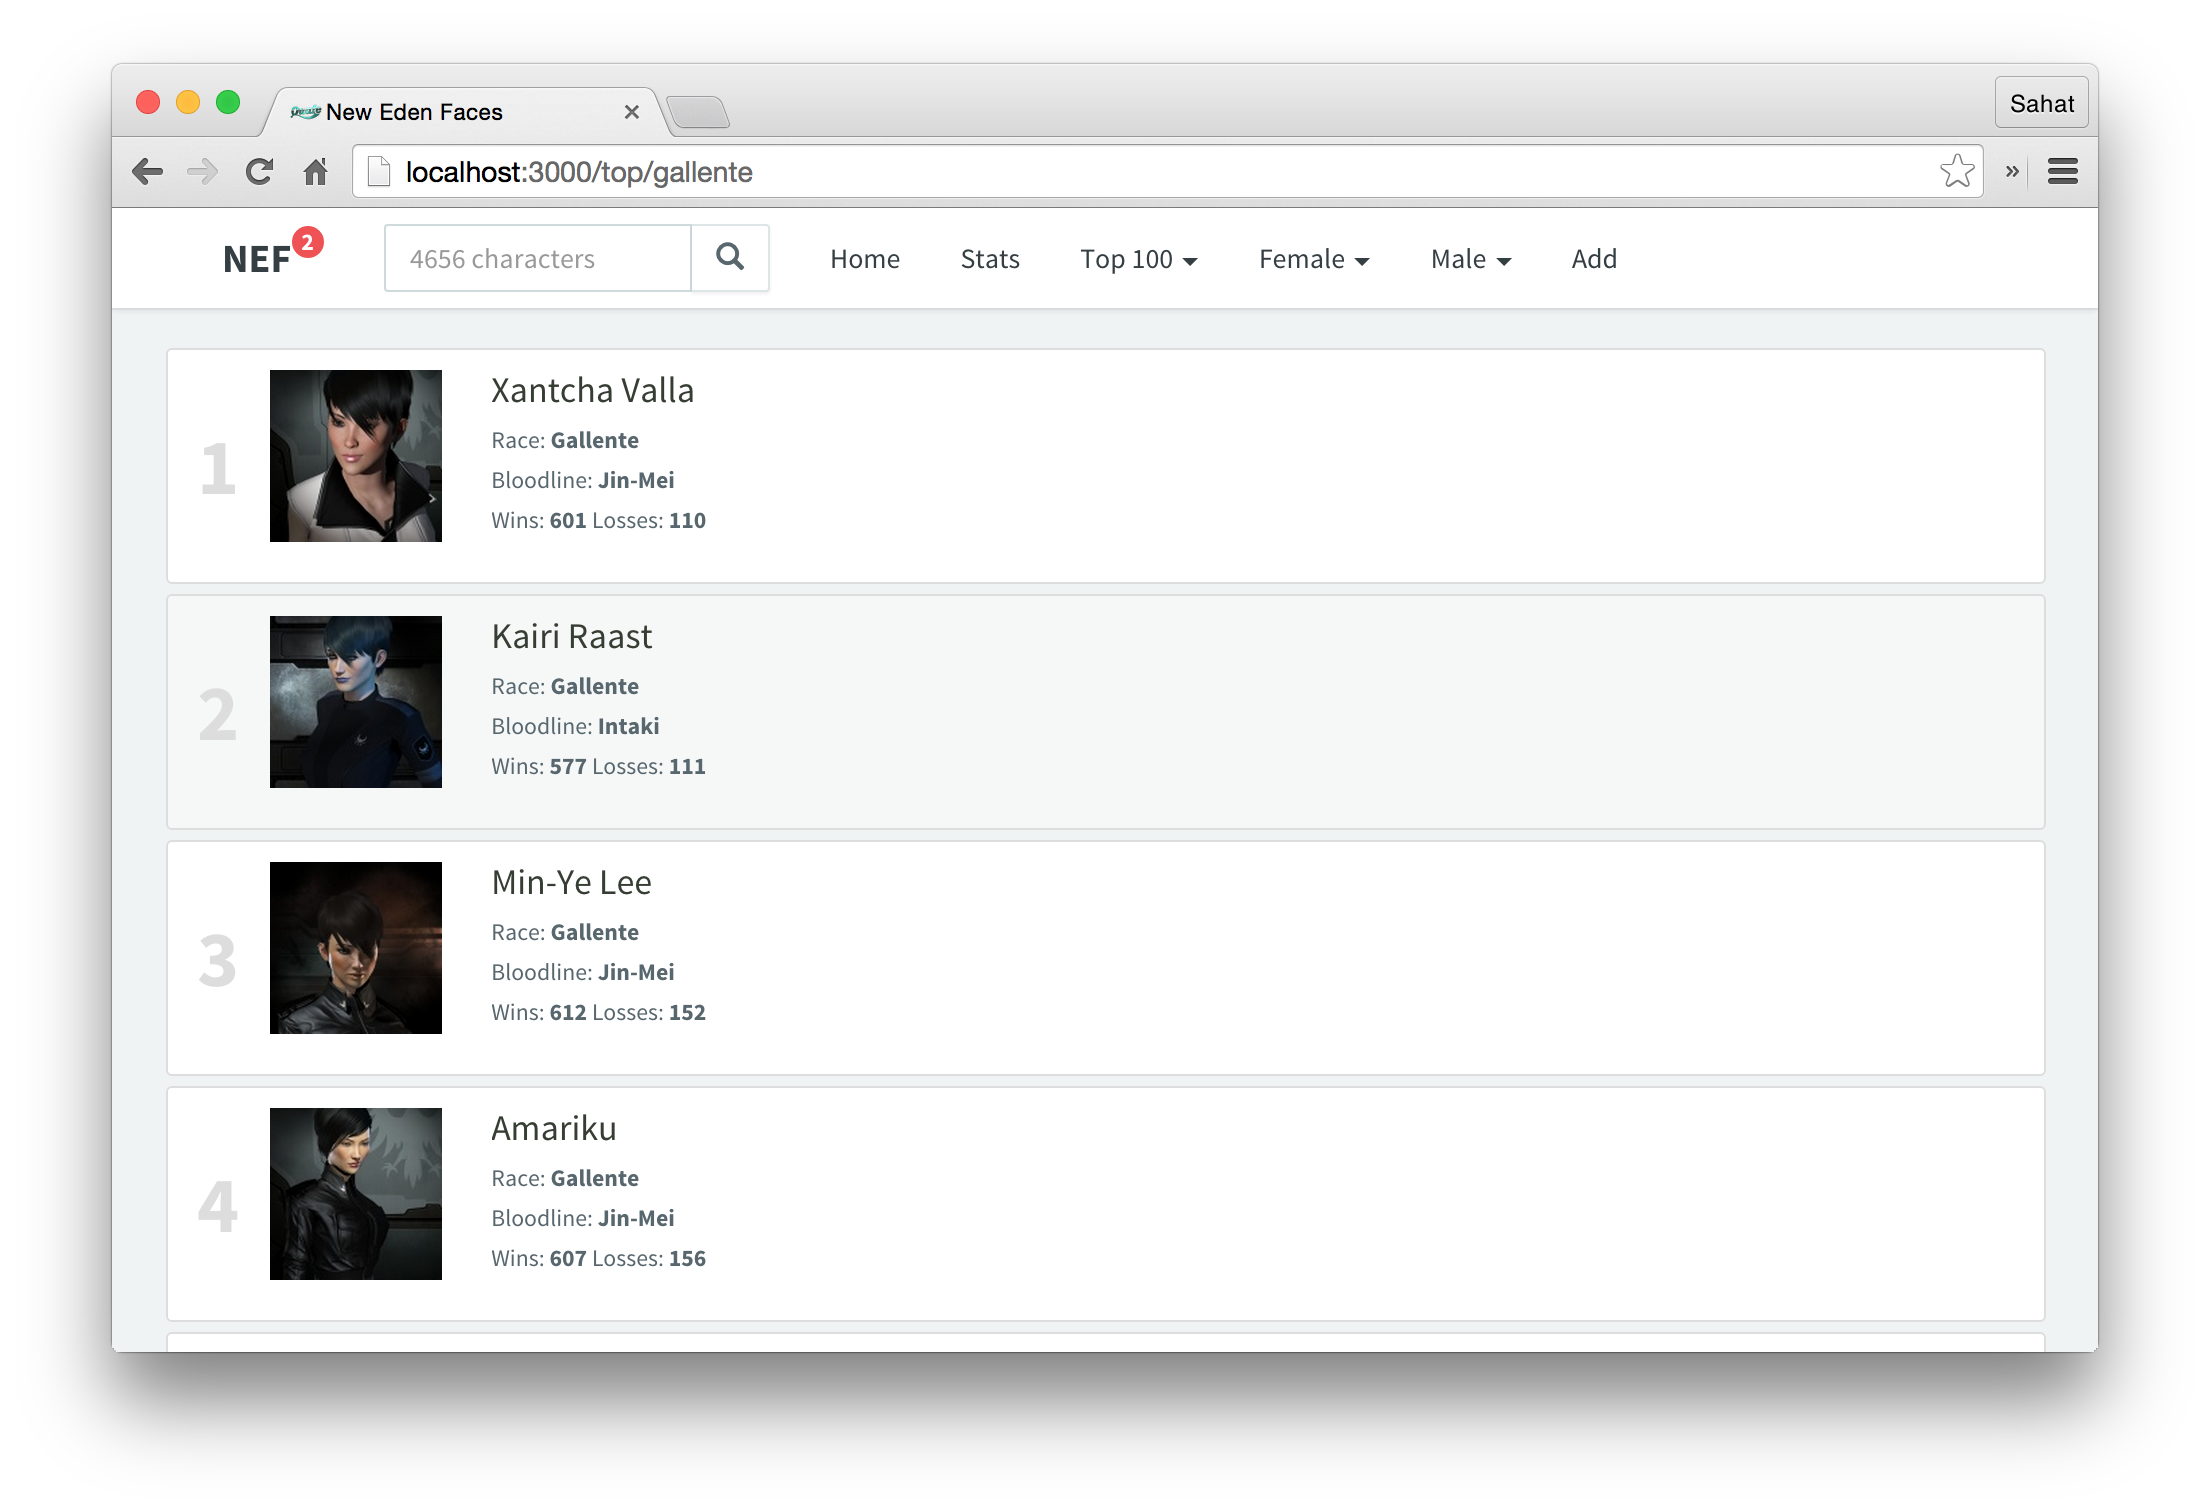 New Eden Faces
Sahat
localhost:3000/top/gallente
NEF 2
4656 characters
Home Stats Top 100 Female Male Add
1
Xantcha Valla
Race: Gallente
Bloodline: Jin-Mei
Wins: 601 Losses: 110
2
Kairi Raast
Race: Gallente
Bloodline: Intaki
Wins: 577 Losses: 111
3
Min-Ye Lee
Race: Gallente
Bloodline: Jin-Mei
Wins: 612 Losses: 152
4
Amariku
Race: Gallente
Bloodline: Jin-Mei
Wins: 607 Losses: 156